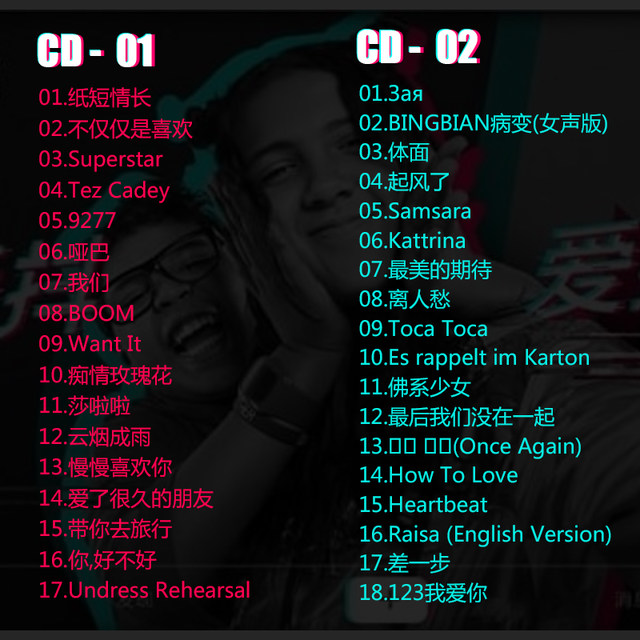 CD - 01
01.纸短情长
02.不仅仅是喜欢
03.Superstar
04.Tez Cadey
05.9277
06.哑巴
07.我们
08.BOOM
09.Want It
10.痴情玫瑰花
11.莎啦啦
12.云烟成雨
13.慢慢喜欢你
14.爱了很久的朋友
15.带你去旅行
16.你,好不好
17.Undress Rehearsal
CD - 02
01.Зая
02.BINGBIAN病变(女声版)
03.体面
04.起风了
05.Samsara
06.Kattrina
07.最美的期待
08.离人愁
09.Toca Toca
10.Es rappelt im Karton
11.佛系少女
12.最后我们没在一起
13.▯▯ ▯▯(Once Again)
14.How To Love
15.Heartbeat
16.Raisa (English Version)
17.差一步
18.123我爱你
爱